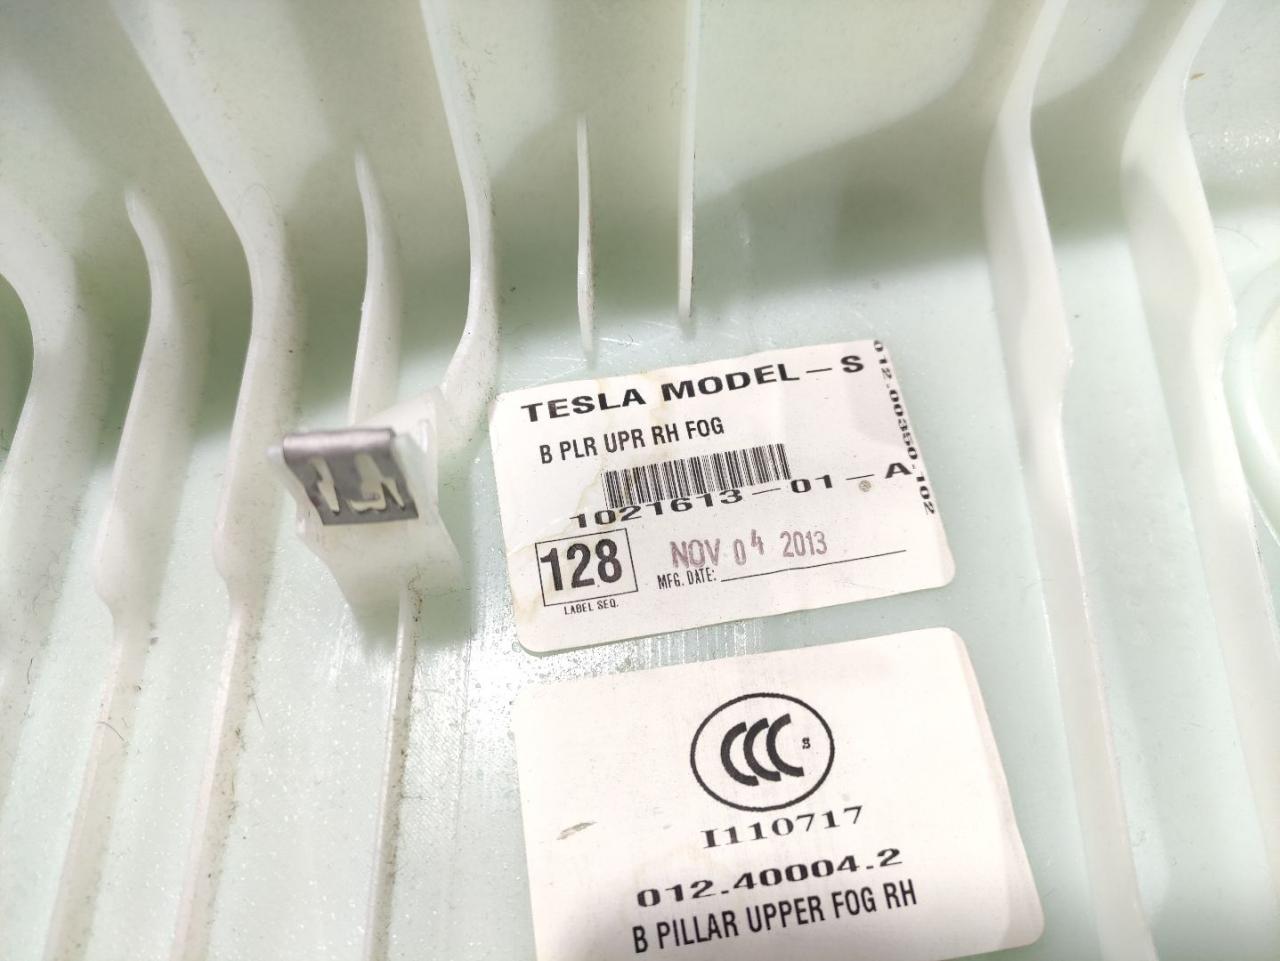 TESLA MODEL-S
B PLR UPR RH FOG
1021613-01-A
012.00350.102
128
LABEL SEQ.
NOV 04 2013
MFG. DATE:
CCC S
I110717
012.40004.2
B PILLAR UPPER FOG RH